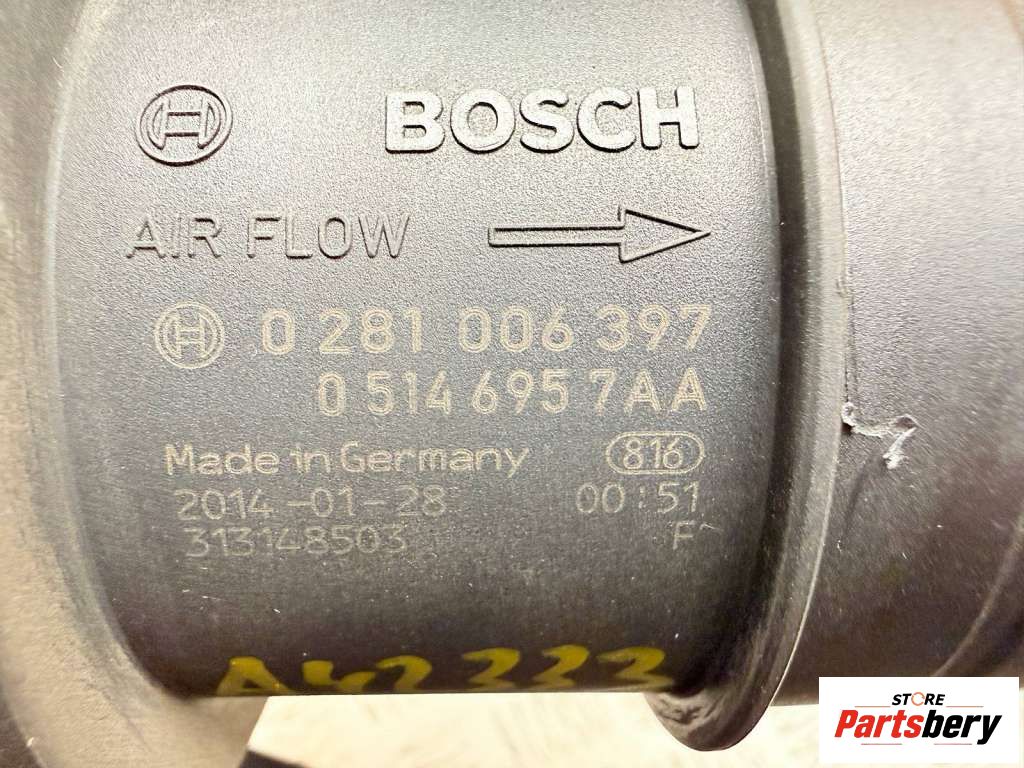 BOSCH
AIR FLOW
0 281 006 397
0 514 695 7AA
Made in Germany 816
2014-01-28 00:51
313148503 F
A42333
STORE
Partsbery